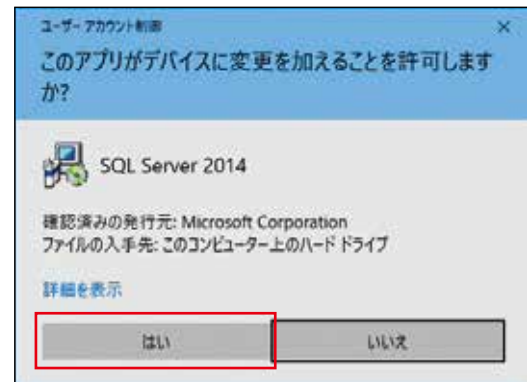 ユーザー アカウント制御
×
このアプリがデバイスに変更を加えることを許可します
か?
SQL Server 2014
確認済みの発行元: Microsoft Corporation
ファイルの入手先: このコンピューター上のハード ドライブ
詳細を表示
はい
いいえ